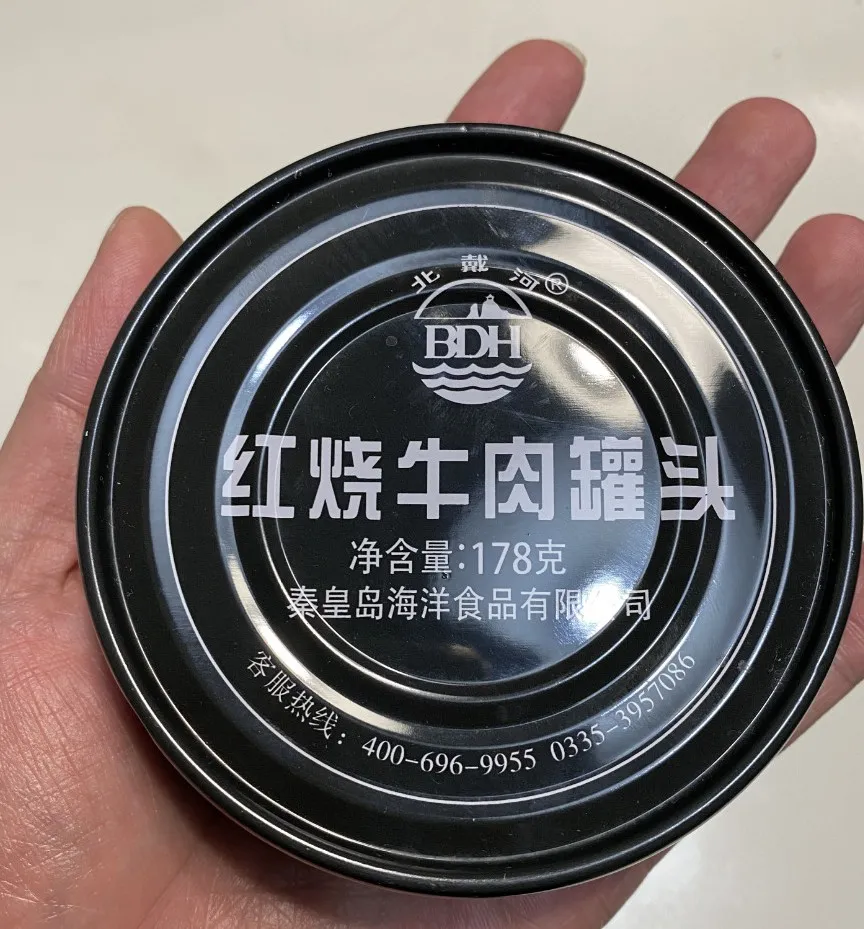 北戴河®
BDH
红烧牛肉罐头
净含量:178克
秦皇岛海洋食品有限公司
客服热线：400-696-9955 0335-3957086